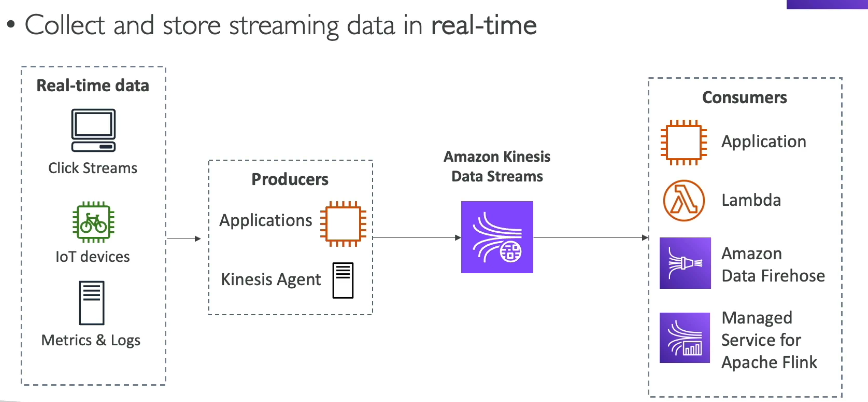 • Collect and store streaming data in real-time
Real-time data
Click Streams
IoT devices
Metrics & Logs
Producers
Applications
Kinesis Agent
Amazon Kinesis
Data Streams
Consumers
Application
Lambda
Amazon
Data Firehose
Managed
Service for
Apache Flink